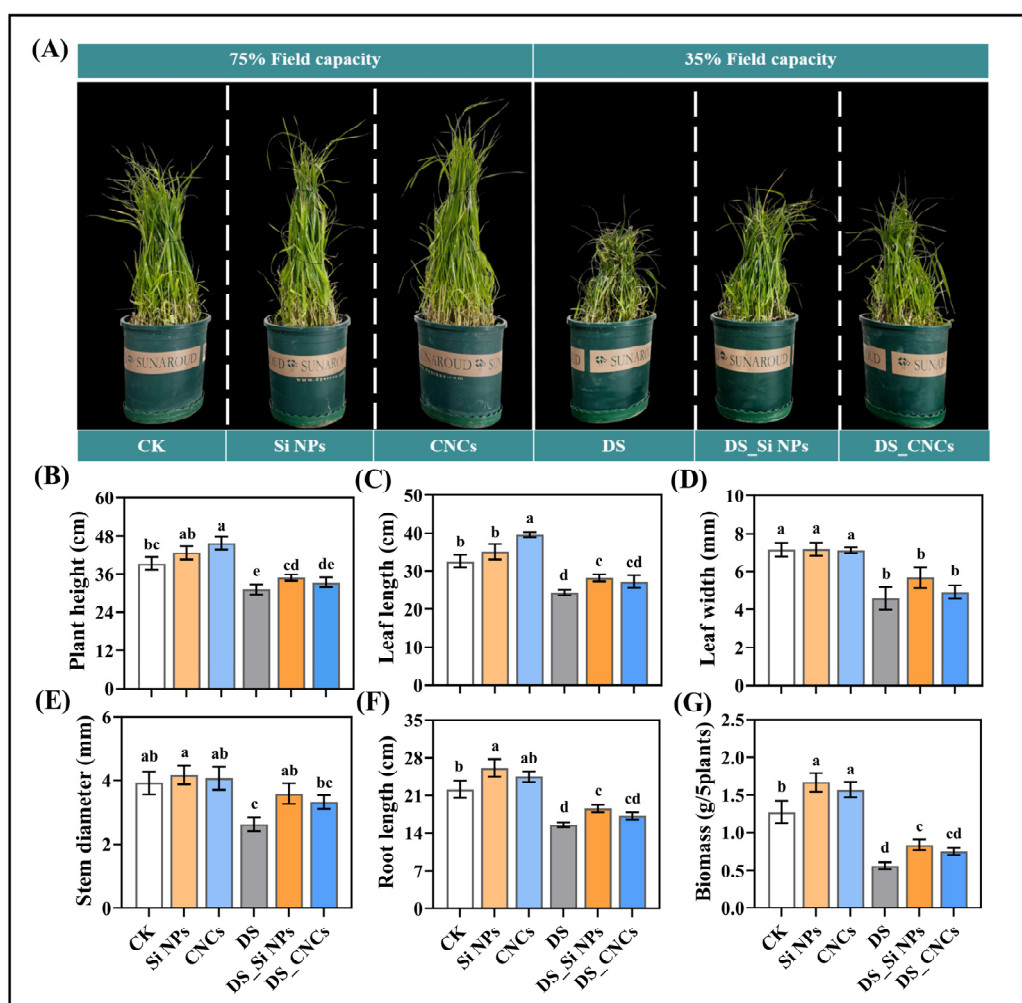 (A)
75% Field capacity 35% Field capacity
SUNAROUD
OUD SUNAROUD
SUNAROUD SUN
SUNAROU
SUNAROUD
OUD SUNAR
CK Si NPs CNCs DS DS_Si NPs DS_CNCs
(B)
Plant height (cm)
60
48
36
24
12
0
bc ab a e cd de
(C)
Leaf length (cm)
50
40
30
20
10
0
b b a d c cd
(D)
Leaf width (mm)
10
8
6
4
2
0
a a a b b b
(E)
Stem diameter (mm)
6
4
2
0
ab a ab c ab bc
CK Si NPs CNCs DS DS_Si NPs DS_CNCs
(F)
Root length (cm)
35
28
21
14
7
0
b a ab d c cd
CK Si NPs CNCs DS DS_Si NPs DS_CNCs
(G)
Biomass (g/5plants)
2.5
2.0
1.5
1.0
0.5
0.0
b a a d c cd
CK Si NPs CNCs DS DS_Si NPs DS_CNCs